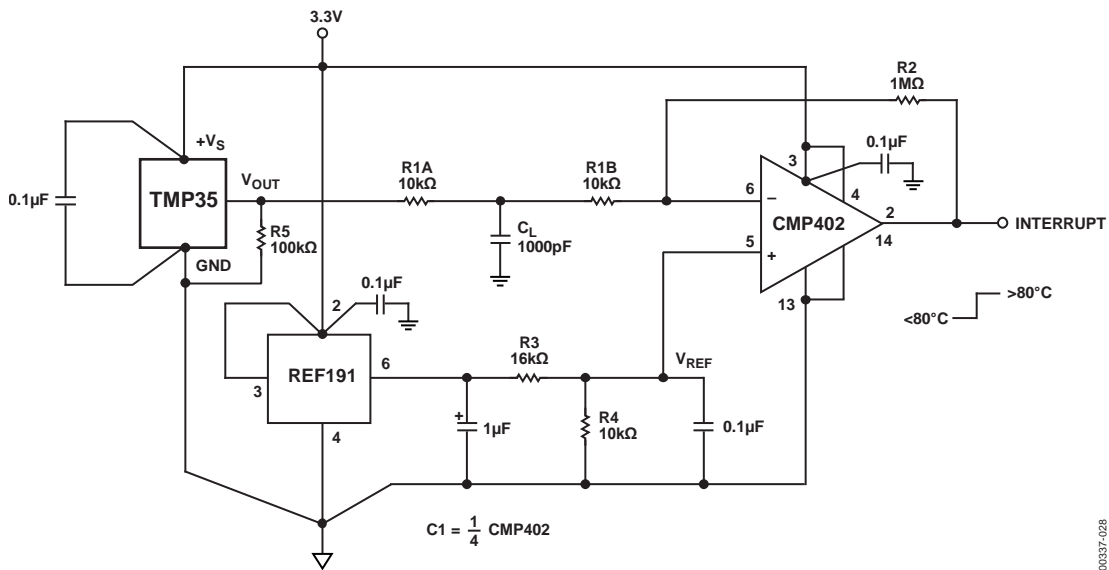 3.3V
R2
1MΩ
+VS
0.1µF
TMP35
VOUT
R5
100kΩ
GND
R1A
10kΩ
CL
1000pF
R1B
10kΩ
3
0.1µF
4
6
–
CMP402
2
14
5
+
13
INTERRUPT
<80°C
>80°C
0.1µF
2
REF191
3
6
4
R3
16kΩ
VREF
+
1µF
R4
10kΩ
0.1µF
C1 = 1/4 CMP402
00337-028